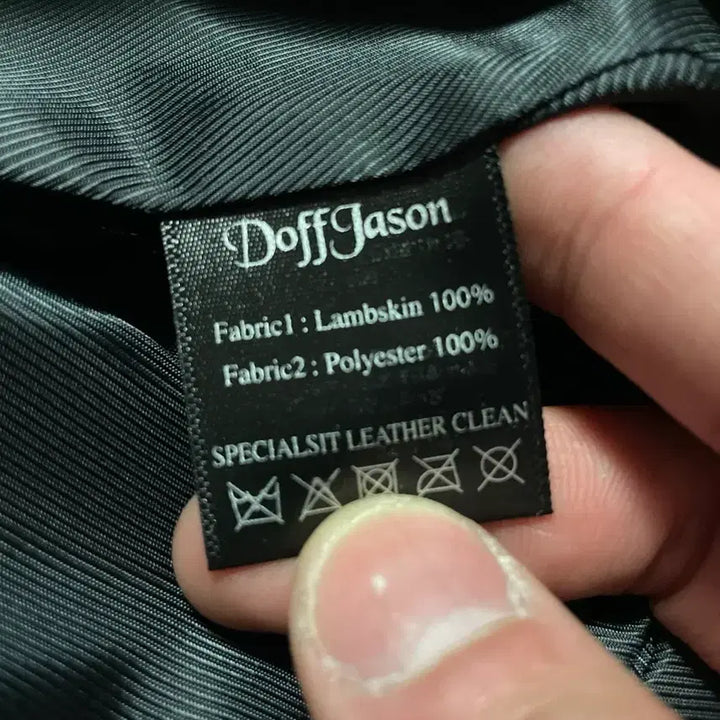 DoffJason
Fabric1 : Lambskin 100%
Fabric2 : Polyester 100%
SPECIALSIT LEATHER CLEAN